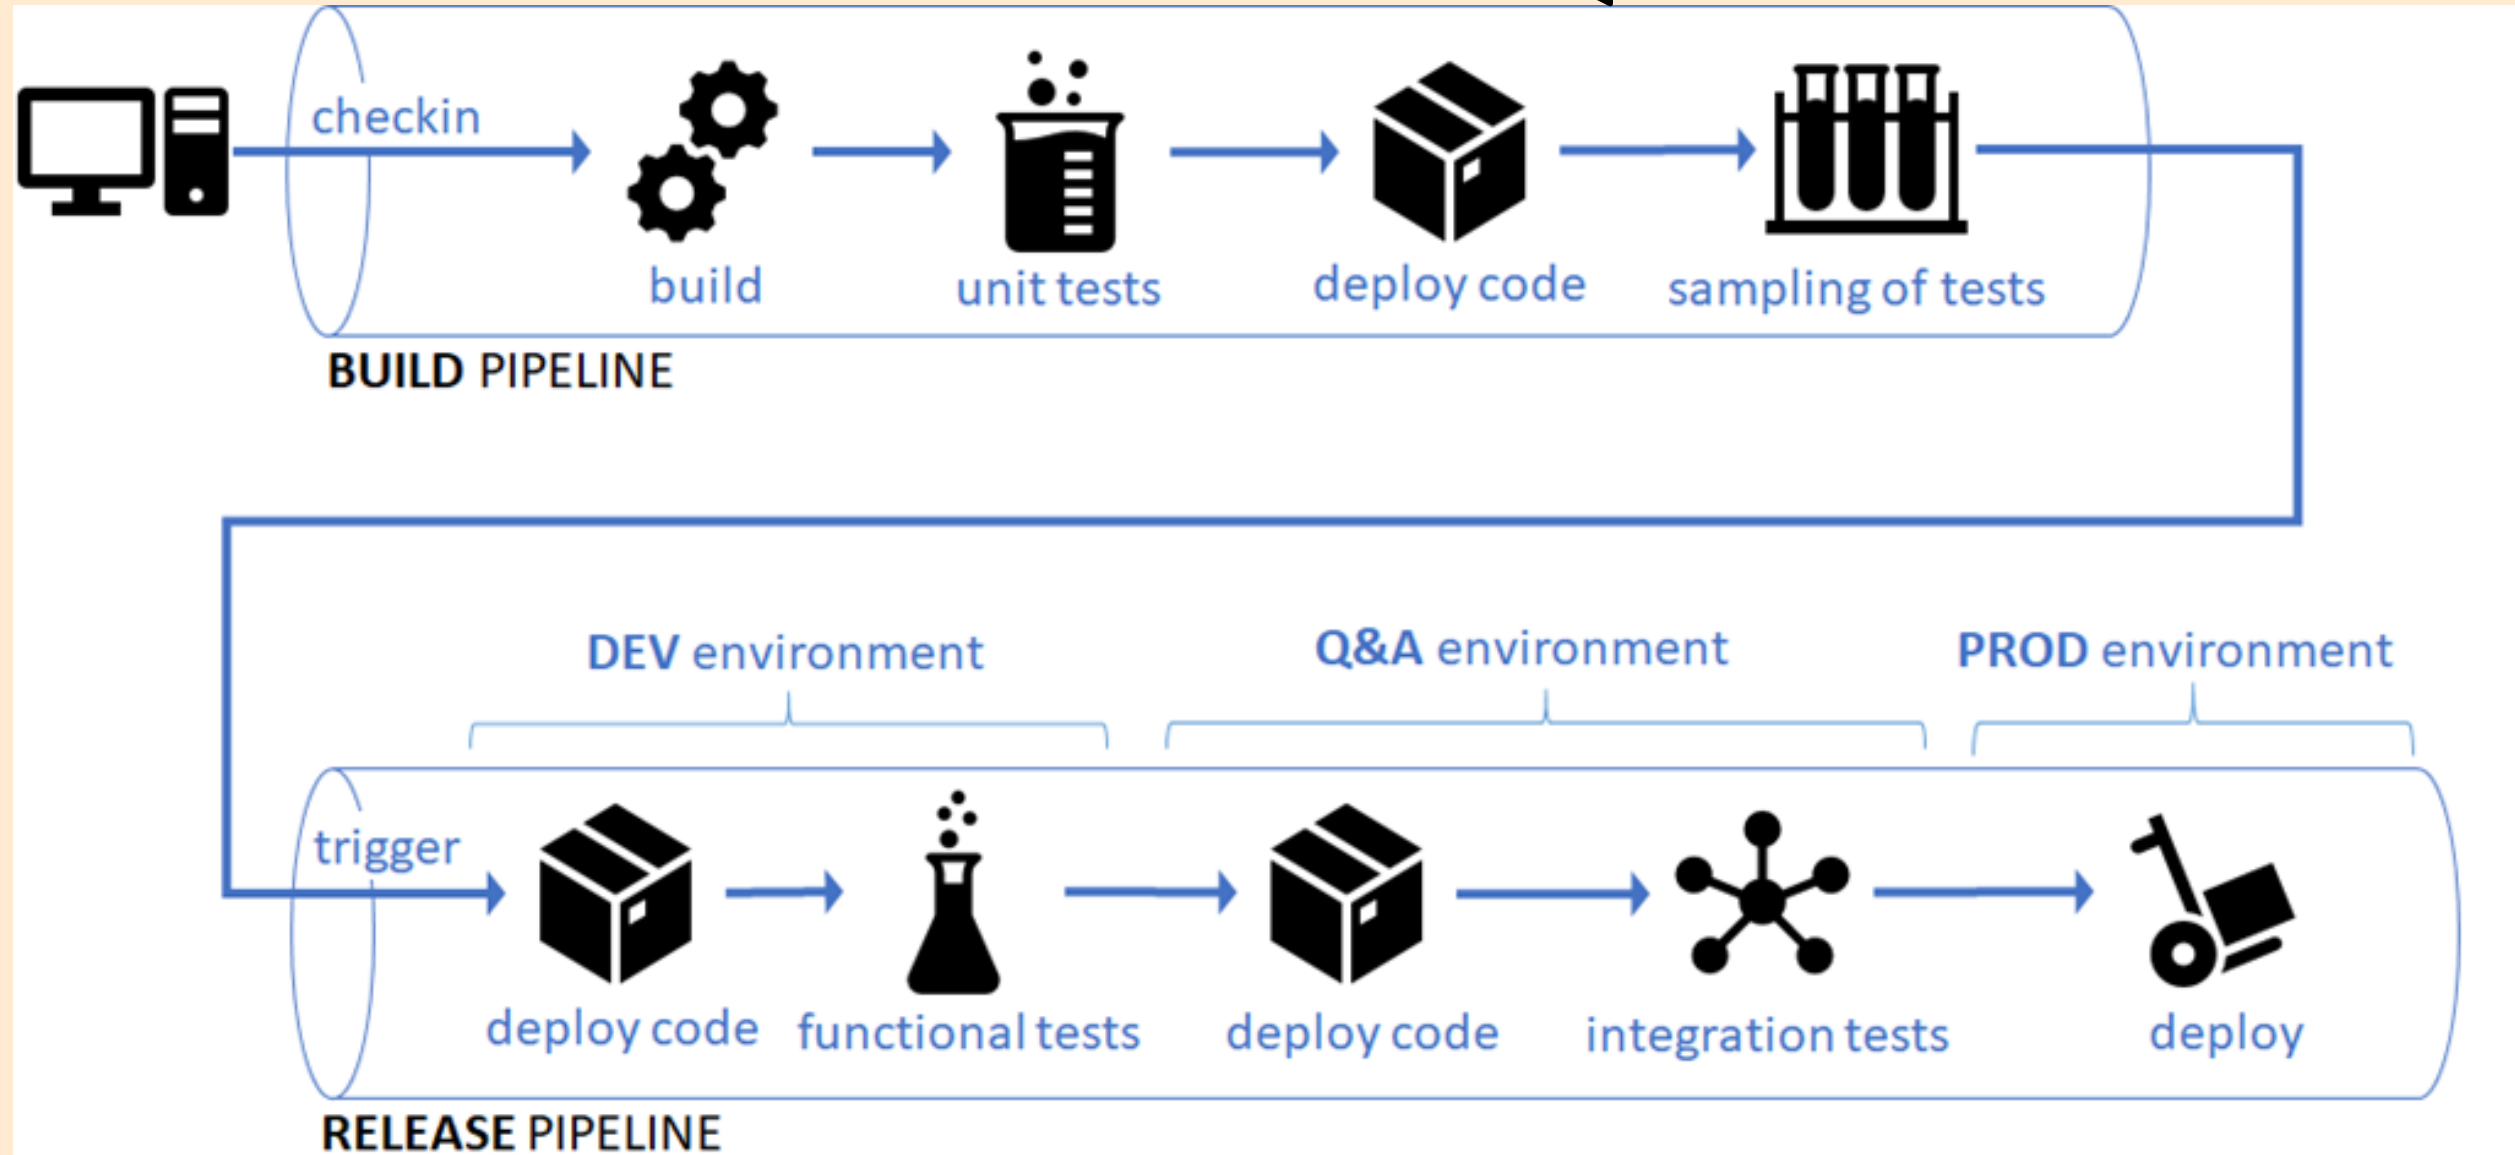 checkin
build
unit tests
deploy code
sampling of tests
BUILD PIPELINE
DEV environment
Q&A environment
PROD environment
trigger
deploy code
functional tests
deploy code
integration tests
deploy
RELEASE PIPELINE